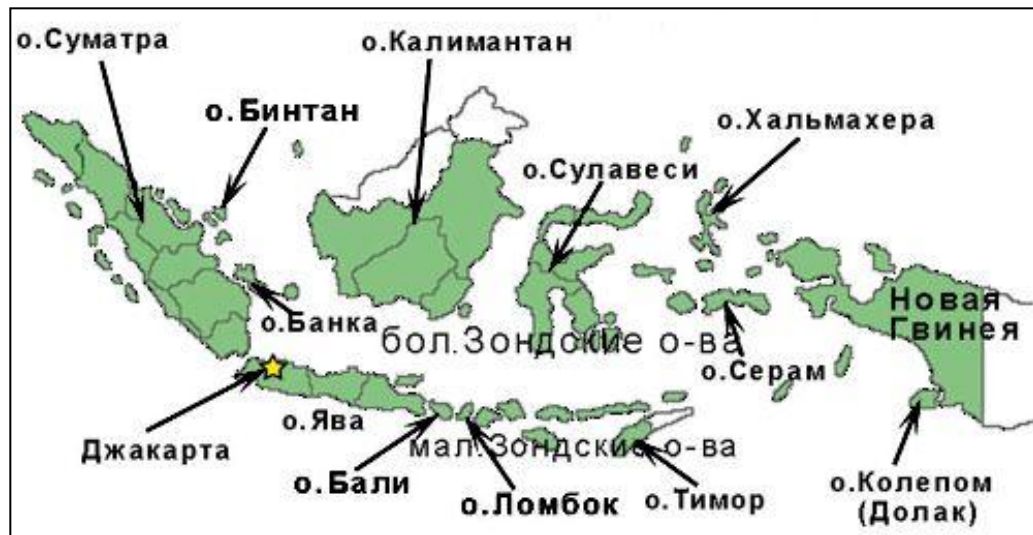 о.Суматра
о.Калимантан
о.Бинтан
о.Хальмахера
о.Сулавеси
о.Банка
Новая
Гвинея
бол.Зондские о-ва
о.Серам
о.Ява
Джакарта
мал.Зондские о-ва
о.Бали
о.Ломбок
о.Тимор
о.Колепом
(Долак)